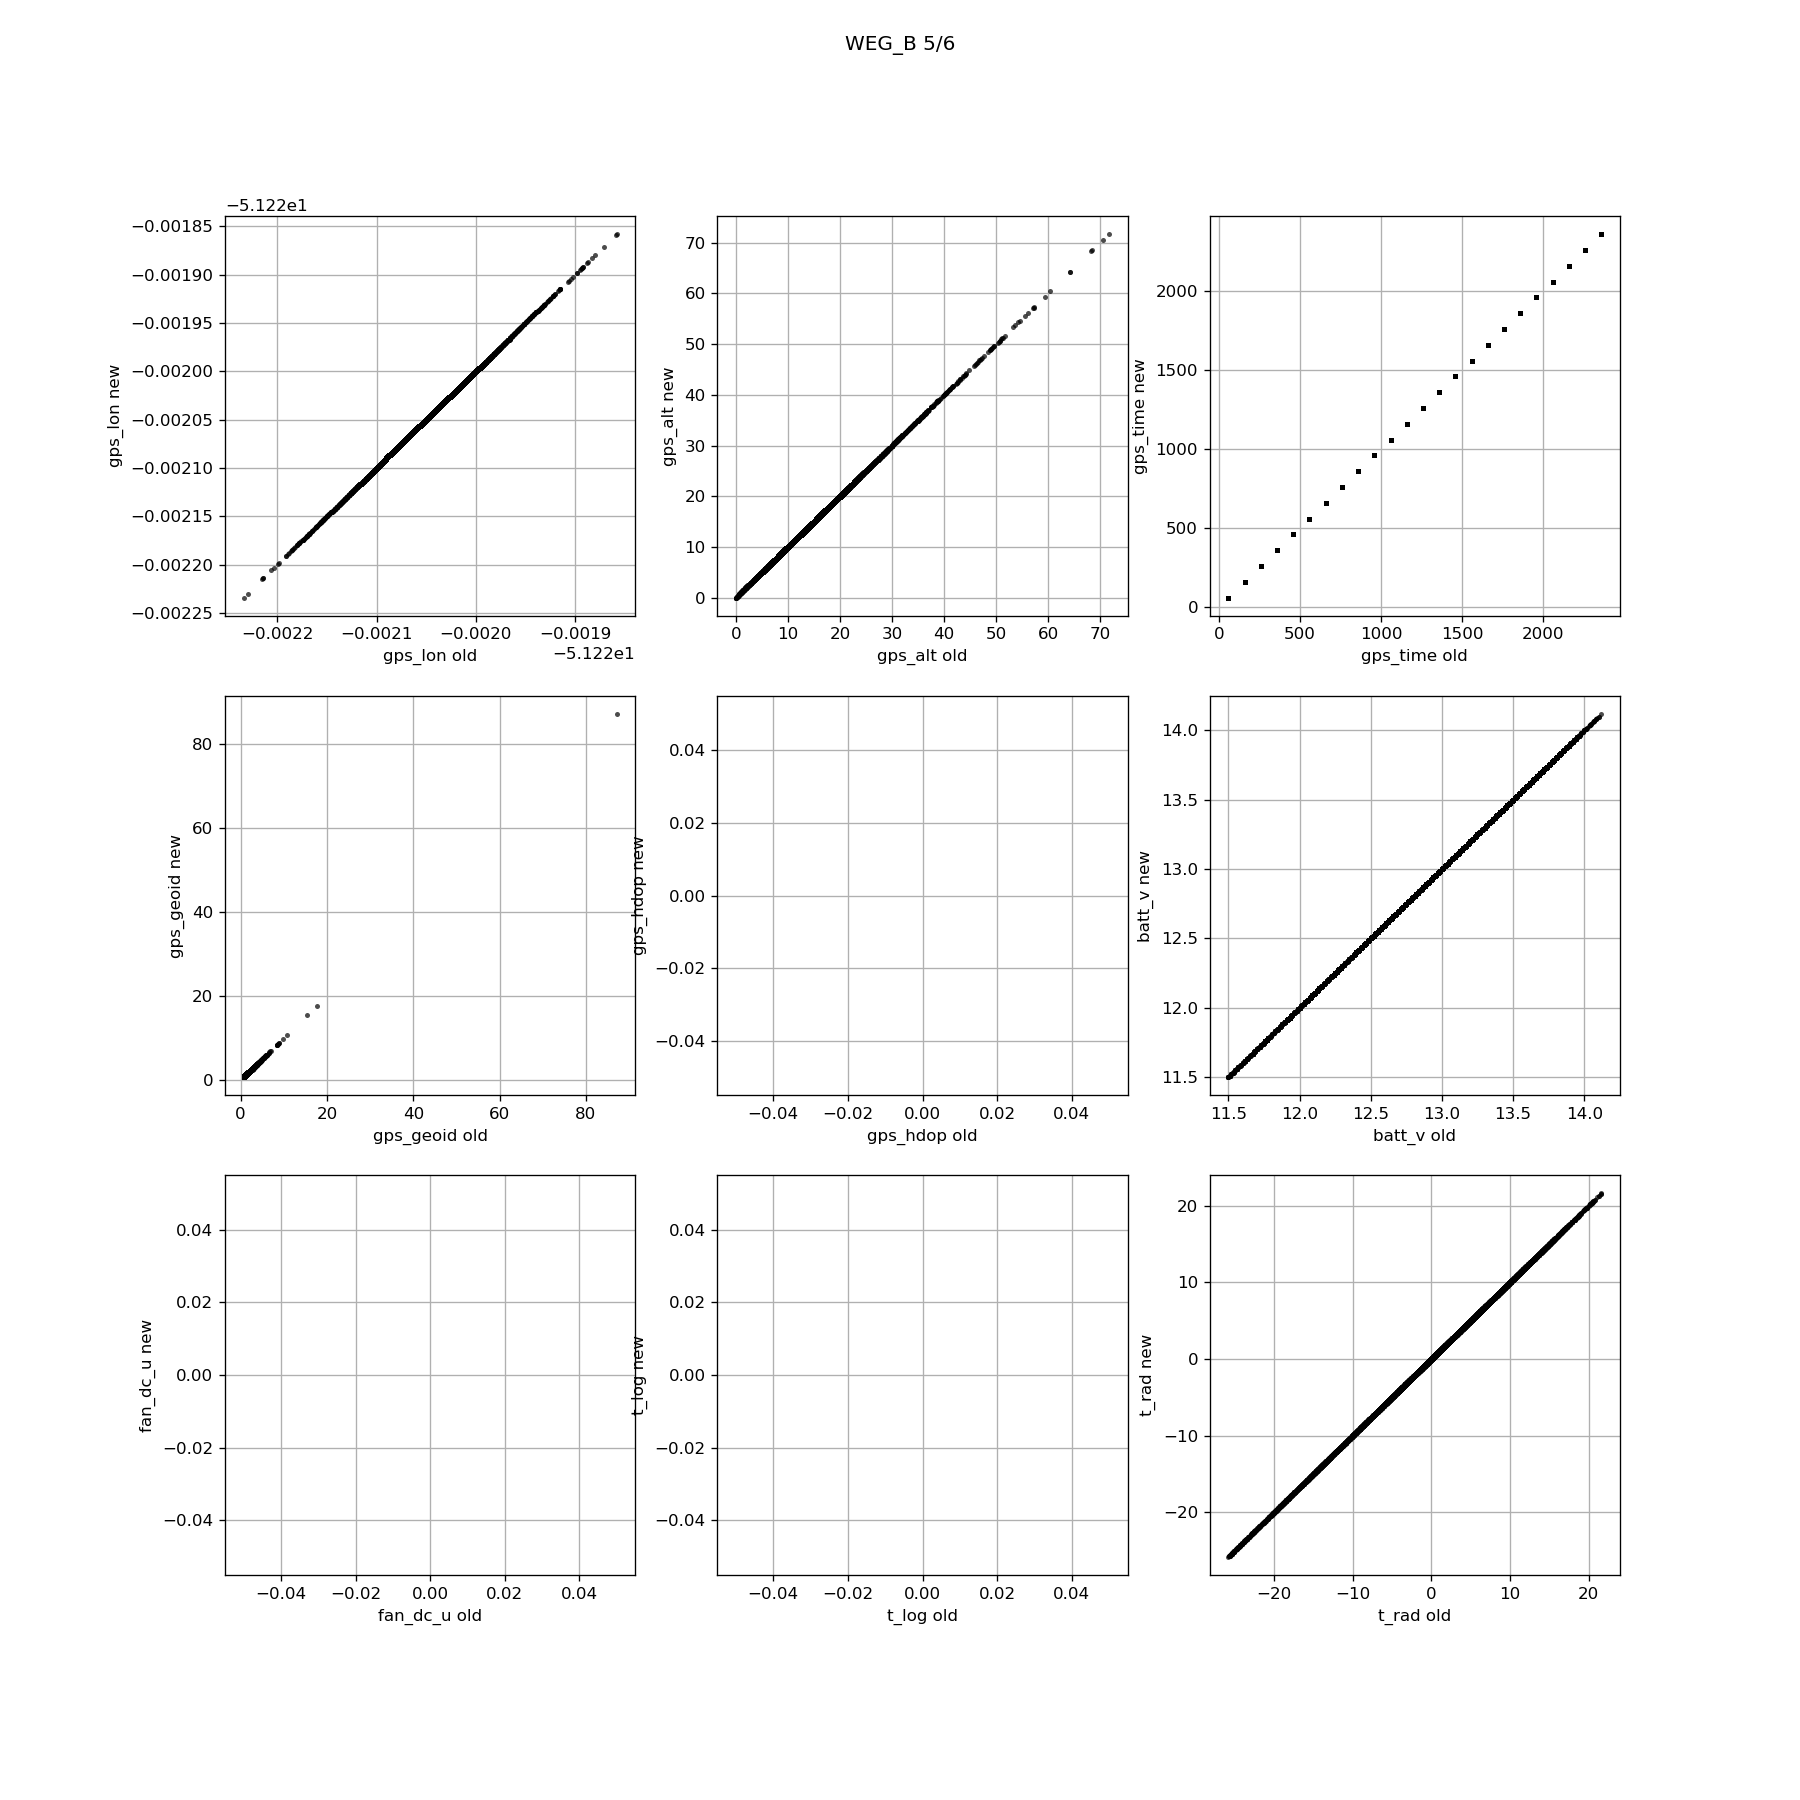 WEG_B 5/6
−5.122e1
−0.00185
−0.00190
−0.00195
−0.00200
−0.00205
−0.00210
−0.00215
−0.00220
−0.00225
gps_lon new
−0.0022 −0.0021 −0.0020 −0.0019
gps_lon old
−5.122e1
70
60
50
40
30
20
10
0
gps_alt new
0 10 20 30 40 50 60 70
gps_alt old
2000
1500
1000
500
0
gps_time new
0 500 1000 1500 2000
gps_time old
80
60
40
20
0
gps_geoid new
0 20 40 60 80
gps_geoid old
0.04
0.02
0.00
−0.02
−0.04
gps_hdop new
−0.04 −0.02 0.00 0.02 0.04
gps_hdop old
14.0
13.5
13.0
12.5
12.0
11.5
batt_v new
11.5 12.0 12.5 13.0 13.5 14.0
batt_v old
0.04
0.02
0.00
−0.02
−0.04
fan_dc_u new
−0.04 −0.02 0.00 0.02 0.04
fan_dc_u old
0.04
0.02
0.00
−0.02
−0.04
t_log new
−0.04 −0.02 0.00 0.02 0.04
t_log old
20
10
0
−10
−20
t_rad new
−20 −10 0 10 20
t_rad old